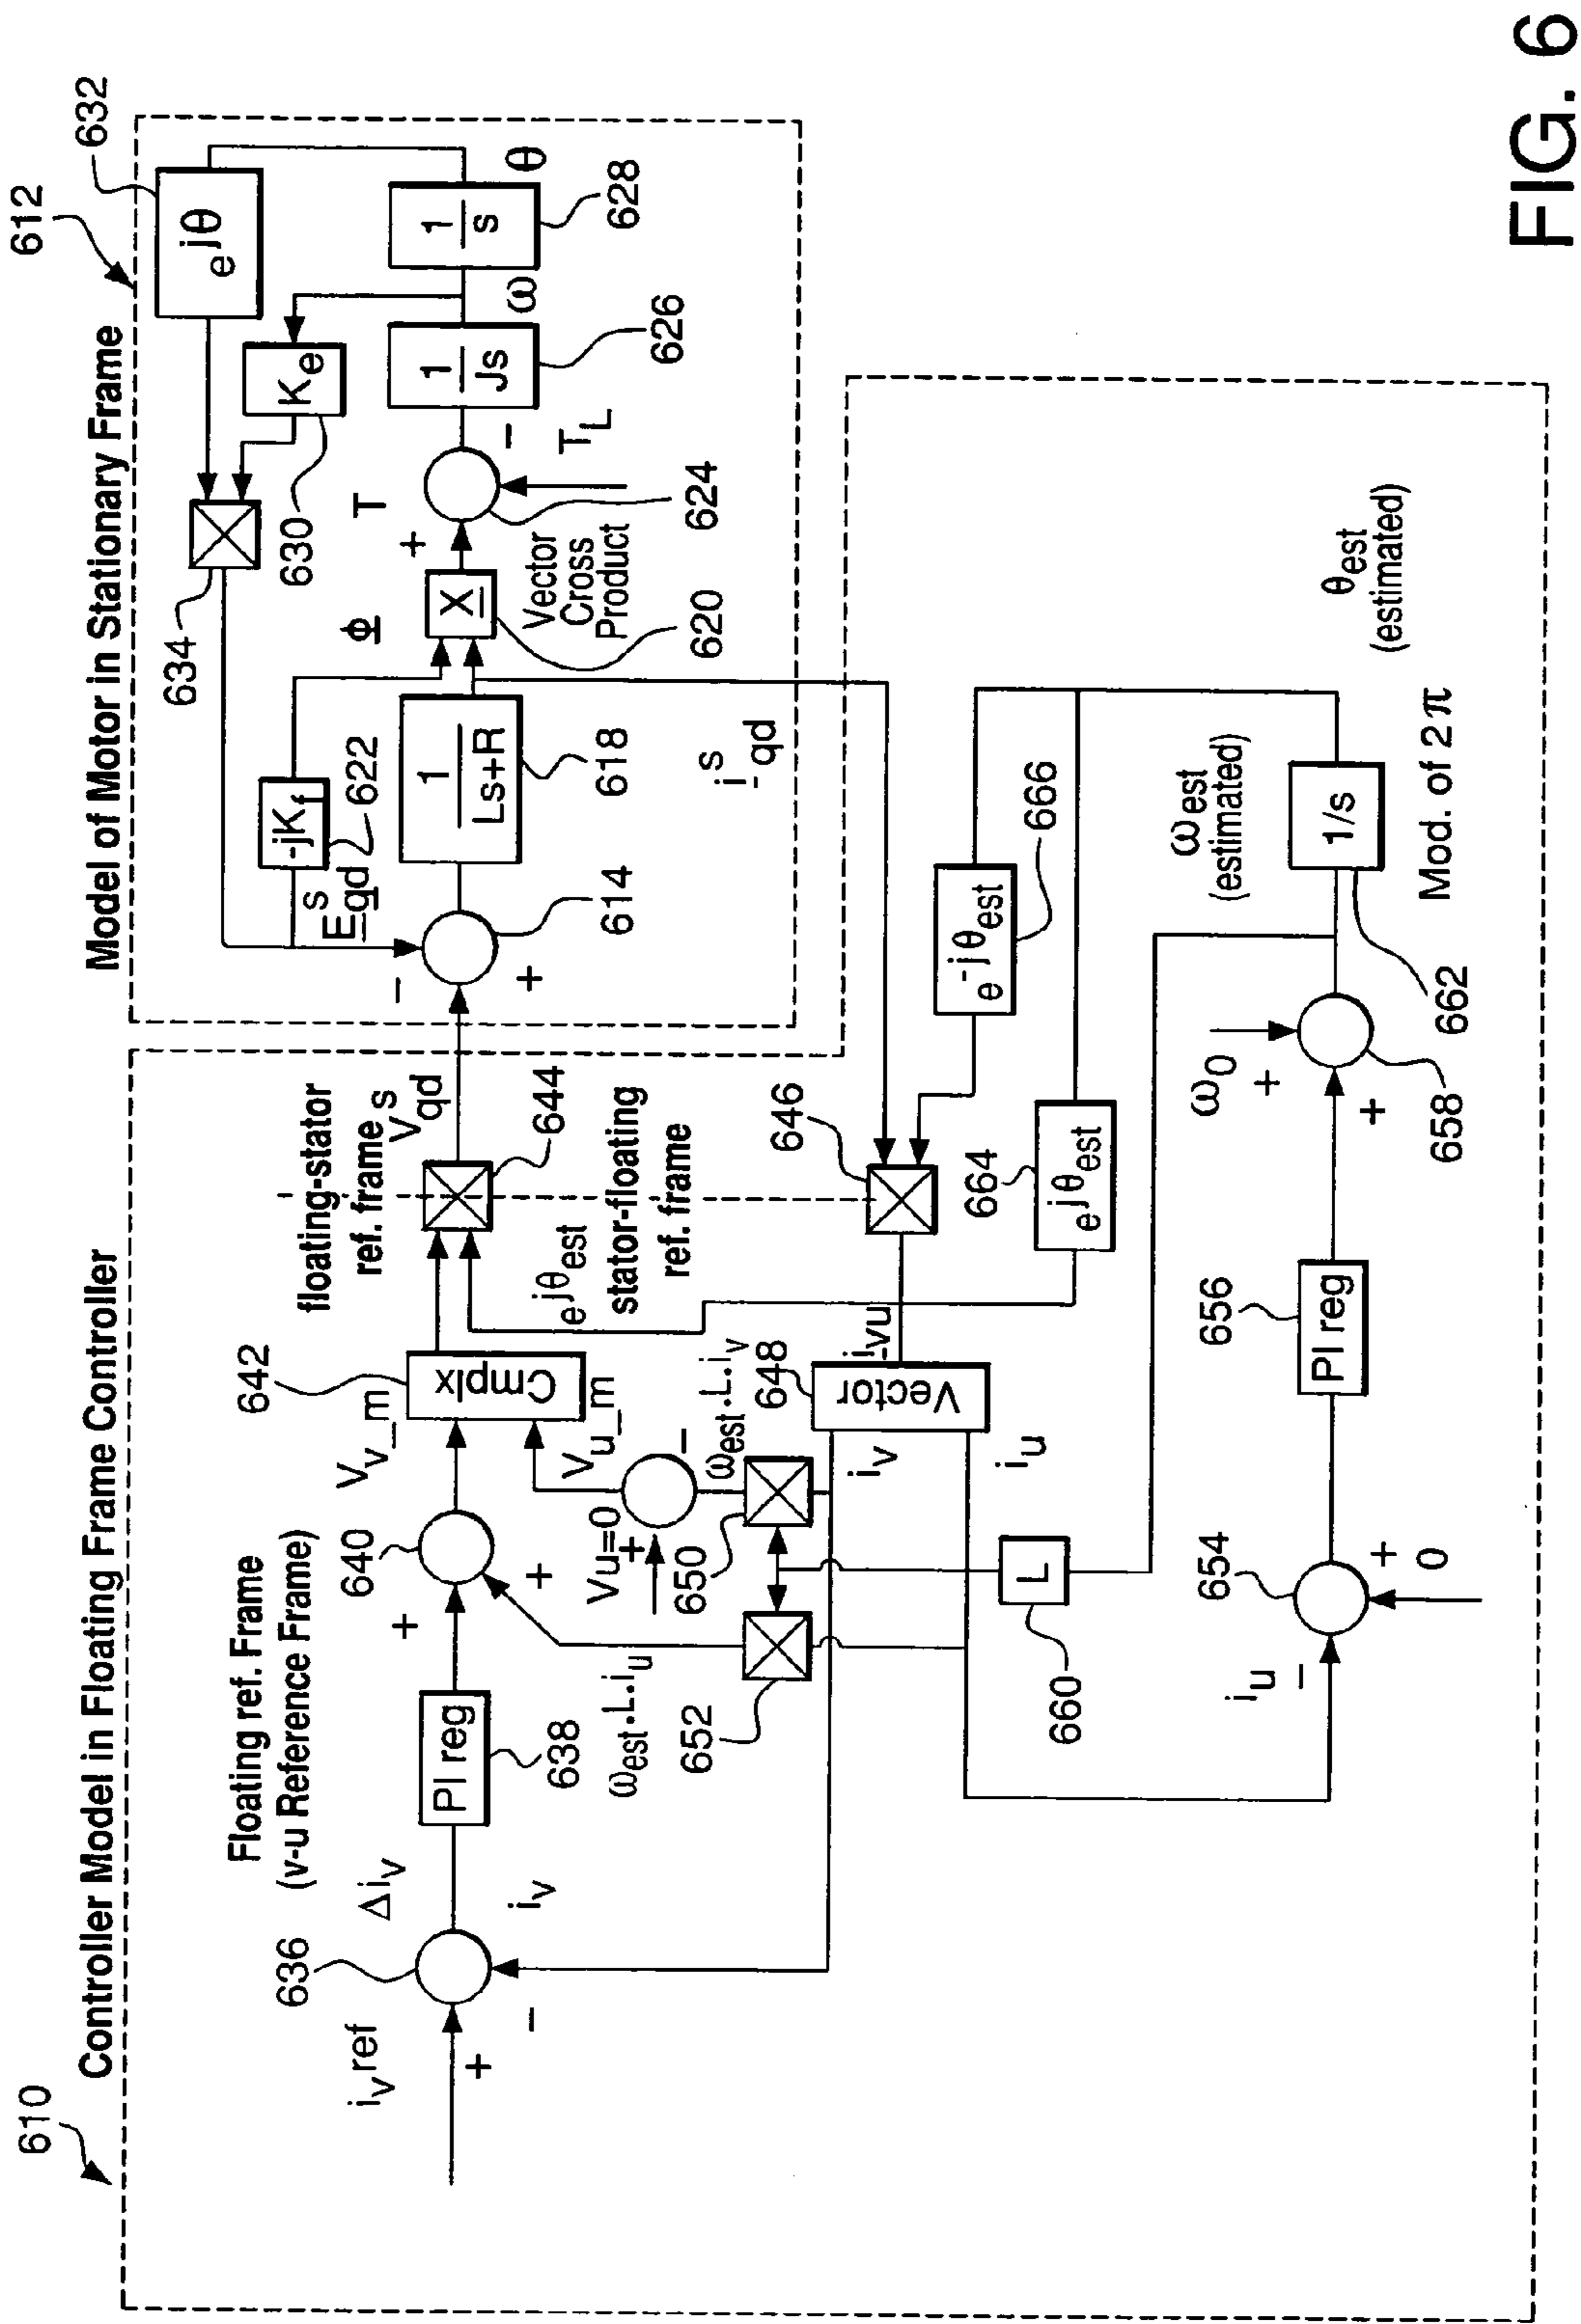 610
Controller Model in Floating Frame Controller
Model of Motor in Stationary Frame
612
632
e^jθ
634
K_e
630
ω
θ
1
s
628
1
Js
626
T
+
-
T_L
624
X
Vector
Cross
Product
620
Φ
-jK_f
622
E^s_qd
1
Ls+R
618
-
+
614
i^s_qd
Floating ref. Frame
(v-u Reference Frame)
i_v ref
+
-
636
Δi_v
i_v
PI reg
638
+
+
640
V_v_m
642
Cmplx
V_u_m
floating-stator
ref. frame
V^s_qd
644
e^jθ_est
stator-floating
ref. frame
646
Vu=0
+
-
ω_est·L·i_v
650
652
ω_est·L·i_u
648
Vector
i_vu
i_v
i_u
L
660
664
e^jθ_est
e^-jθ_est
666
i_u
-
654
+
0
PI reg
656
ω_0
+
+
658
ω_est
(estimated)
1/s
662
Mod. of 2π
θ_est
(estimated)
FIG. 6